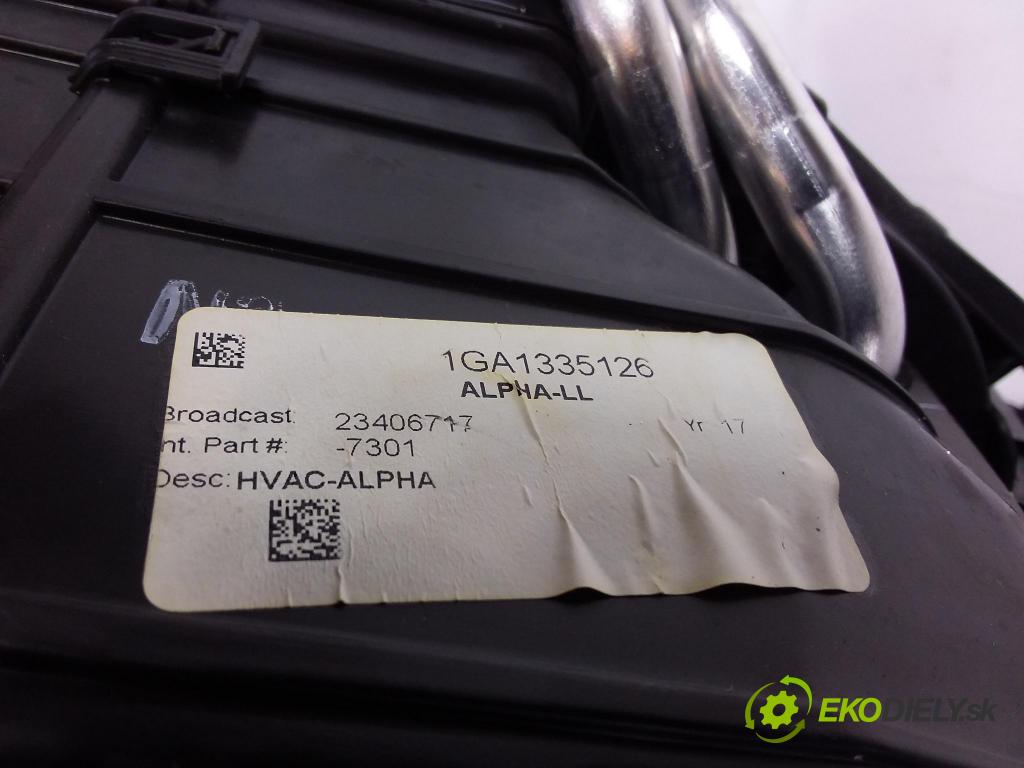 1GA1335126
ALPHA-LL
Broadcast 23406717 Yr 17
nt. Part #: -7301
Desc: HVAC-ALPHA
EKODIELY.sk